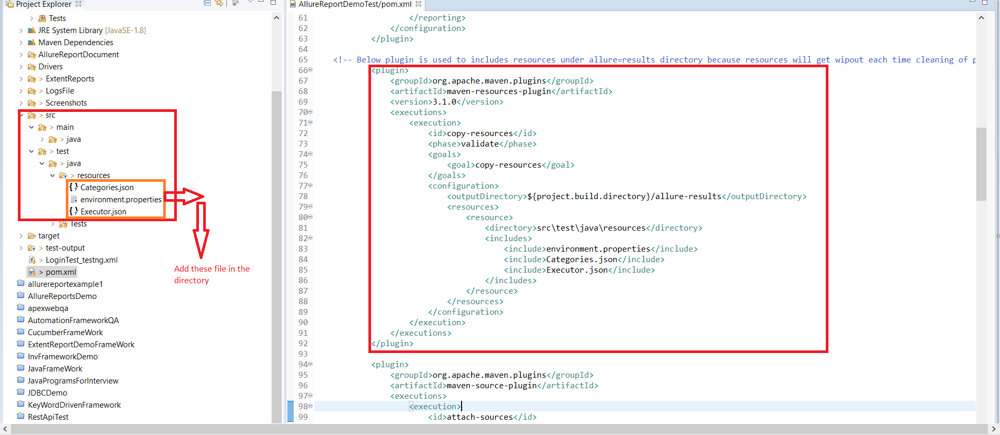 Project Explorer
Tests
JRE System Library [JavaSE-1.8]
Maven Dependencies
AllureReportDocument
Drivers
> ExtentReports
> LogsFile
> Screenshots
> src
> main
> java
> test
> java
> resources
Categories.json
environment.properties
Executor.json
Tests
target
> test-output
> LoginTest_testng.xml
> pom.xml
allurereportexample1
AllureReportsDemo
apexwebqa
AutomationFrameworkQA
CucumberFrameWork
ExtentReportDemoFrameWork
InvFrameworkDemo
JavaFrameWork
JavaProgramsForInterview
JDBCDemo
KeyWordDrivenFramework
RestApiTest
Add these file in the
directory
AllureReportDemoTest/pom.xml
61 </reporting>
62 </configuration>
63 </plugin>
64
65 <!-- Below plugin is used to includes resources under allure=results directory because resources will get wipout each time cleaning of p
66 <plugin>
67 <groupId>org.apache.maven.plugins</groupId>
68 <artifactId>maven-resources-plugin</artifactId>
69 <version>3.1.0</version>
70 <executions>
71 <execution>
72 <id>copy-resources</id>
73 <phase>validate</phase>
74 <goals>
75 <goal>copy-resources</goal>
76 </goals>
77 <configuration>
78 <outputDirectory>${project.build.directory}/allure-results</outputDirectory>
79 <resources>
80 <resource>
81 <directory>src\test\java\resources</directory>
82 <includes>
83 <include>environment.properties</include>
84 <include>Categories.json</include>
85 <include>Executor.json</include>
86 </includes>
87 </resource>
88 </resources>
89 </configuration>
90 </execution>
91 </executions>
92 </plugin>
93
94 <plugin>
95 <groupId>org.apache.maven.plugins</groupId>
96 <artifactId>maven-source-plugin</artifactId>
97 <executions>
98 <execution>
99 <id>attach-sources</id>